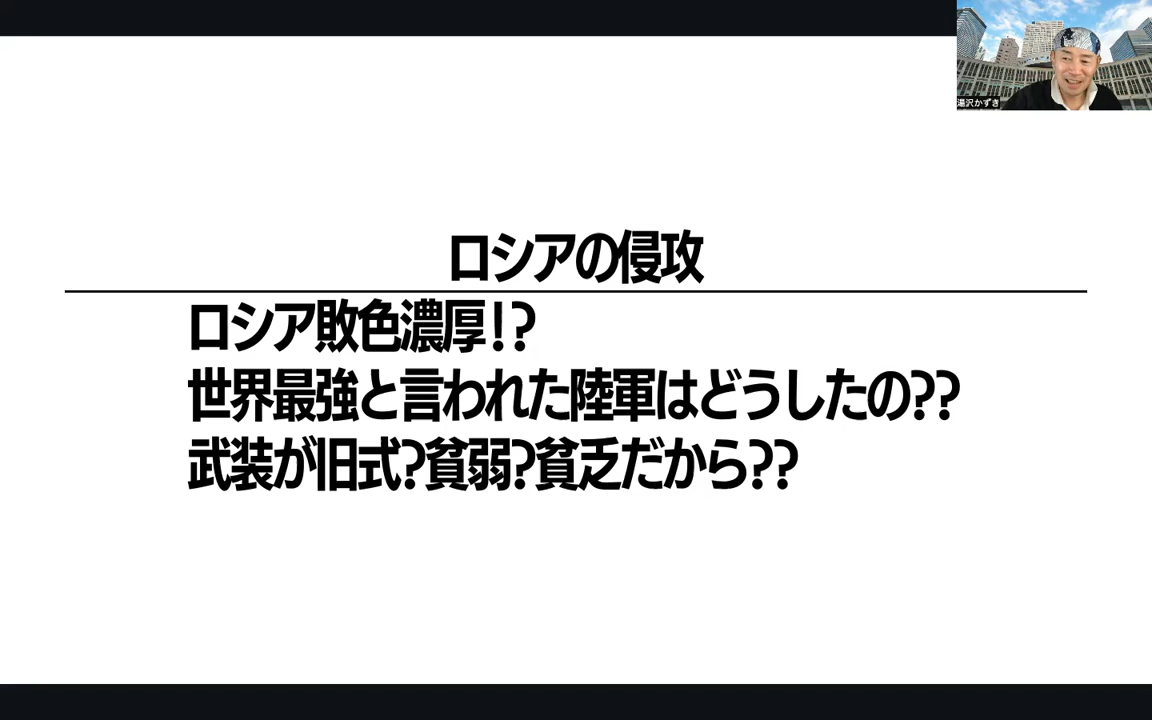 湯沢かずき
ロシアの侵攻
ロシア敗色濃厚!?
世界最強と言われた陸軍はどうしたの??
武装が旧式?貧弱?貧乏だから??